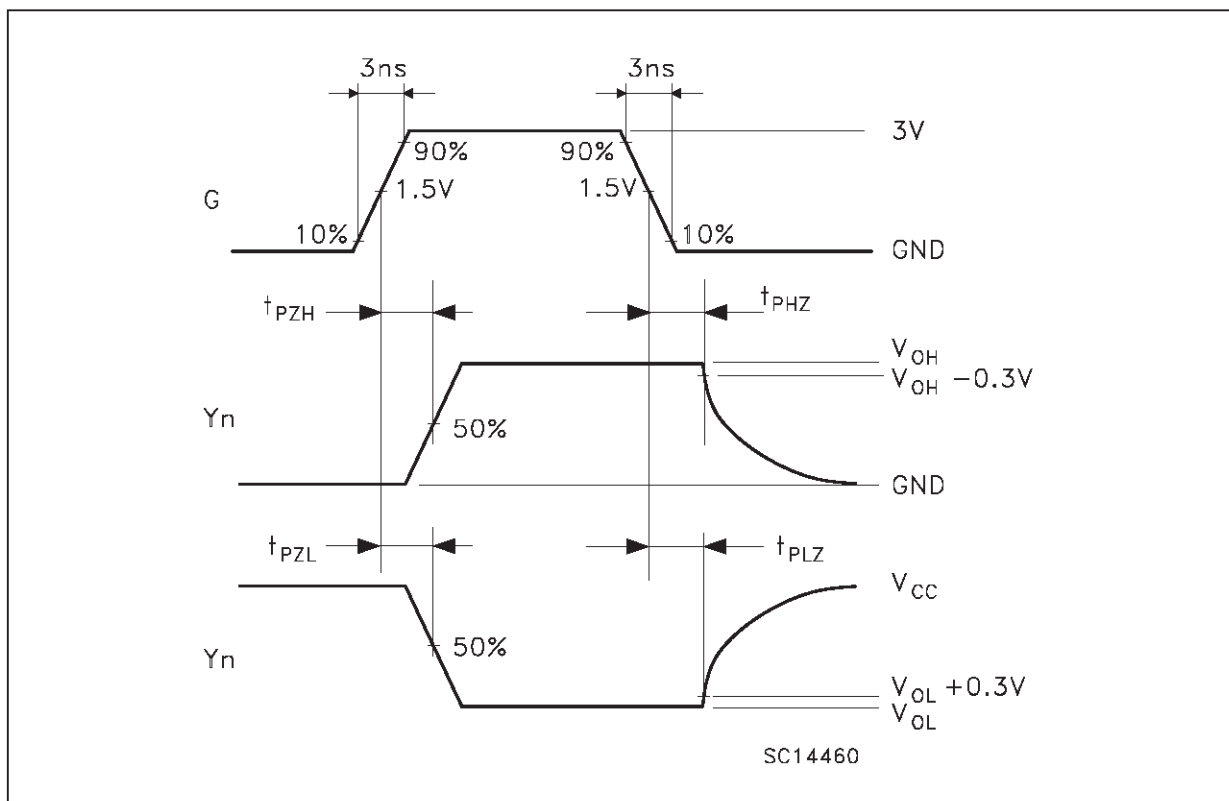 3ns 3ns
3V
90% 90%
G 1.5V 1.5V
10% 10%
GND
tPZH tPHZ
VOH
VOH -0.3V
Yn 50%
GND
tPZL tPLZ
VCC
Yn 50%
VOL +0.3V
VOL
SC14460